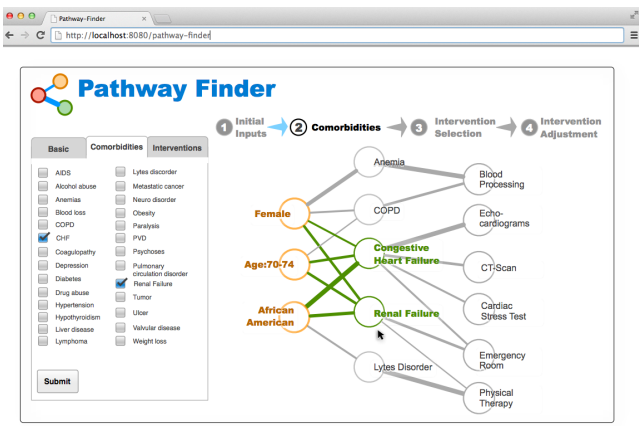 Pathway-Finder
http://localhost:8080/pathway-finder
Pathway Finder
1 Initial Inputs
2 Comorbidities
3 Intervention Selection
4 Intervention Adjustment
Basic
Comorbidities
Interventions
AIDS
Alcohol abuse
Anemias
Blood loss
COPD
CHF
Coagulopathy
Depression
Diabetes
Drug abuse
Hypertension
Hypothyroidism
Liver disease
Lymphoma
Lytes disacorder
Metastatic cancer
Neuro disorder
Obesity
Paralysis
PVD
Psychoses
Pulmonary
circulation disorder
Renal Failure
Tumor
Ulcer
Valvular disease
Weight loss
Submit
Female
Age:70-74
African
American
Anemia
COPD
Congestive
Heart Failure
Renal Failure
Lytes Disorder
Blood
Processing
Echo-
cardiograms
CT-Scan
Cardiac
Stress Test
Emergency
Room
Physical
Therapy